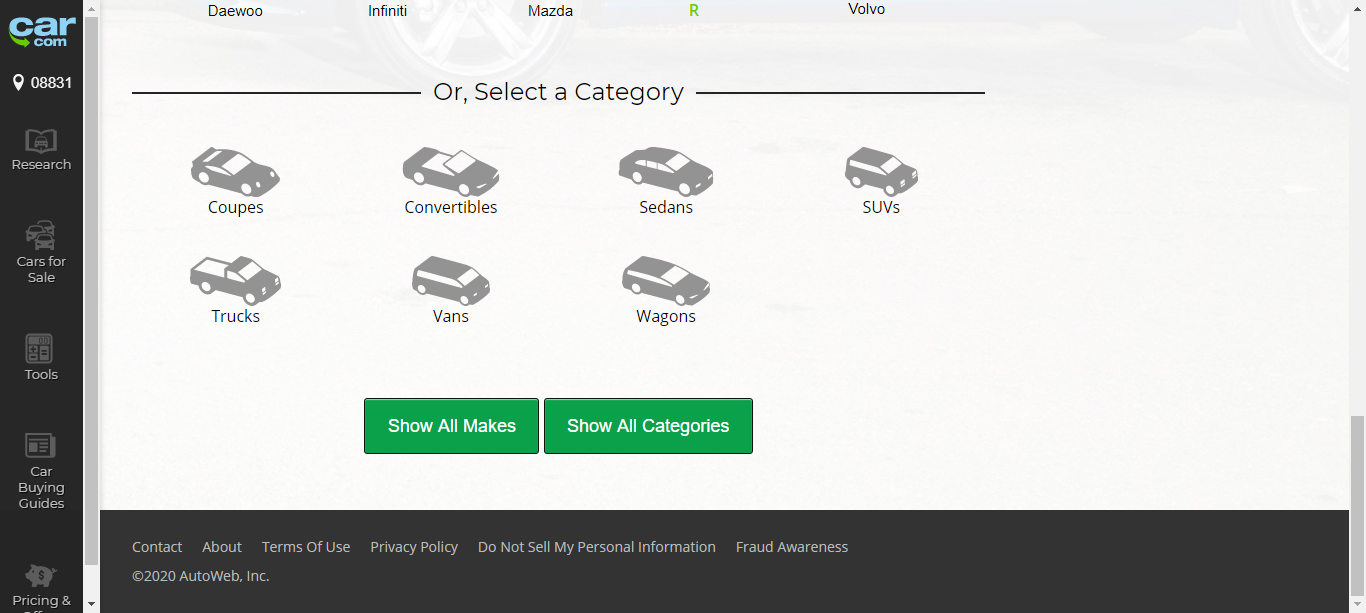 car
.com
08831
Research
Cars for
Sale
Tools
Car
Buying
Guides
Pricing &
Daewoo
Infiniti
Mazda
R
Volvo
Or, Select a Category
Coupes
Convertibles
Sedans
SUVs
Trucks
Vans
Wagons
Show All Makes
Show All Categories
Contact About Terms Of Use Privacy Policy Do Not Sell My Personal Information Fraud Awareness
©2020 AutoWeb, Inc.